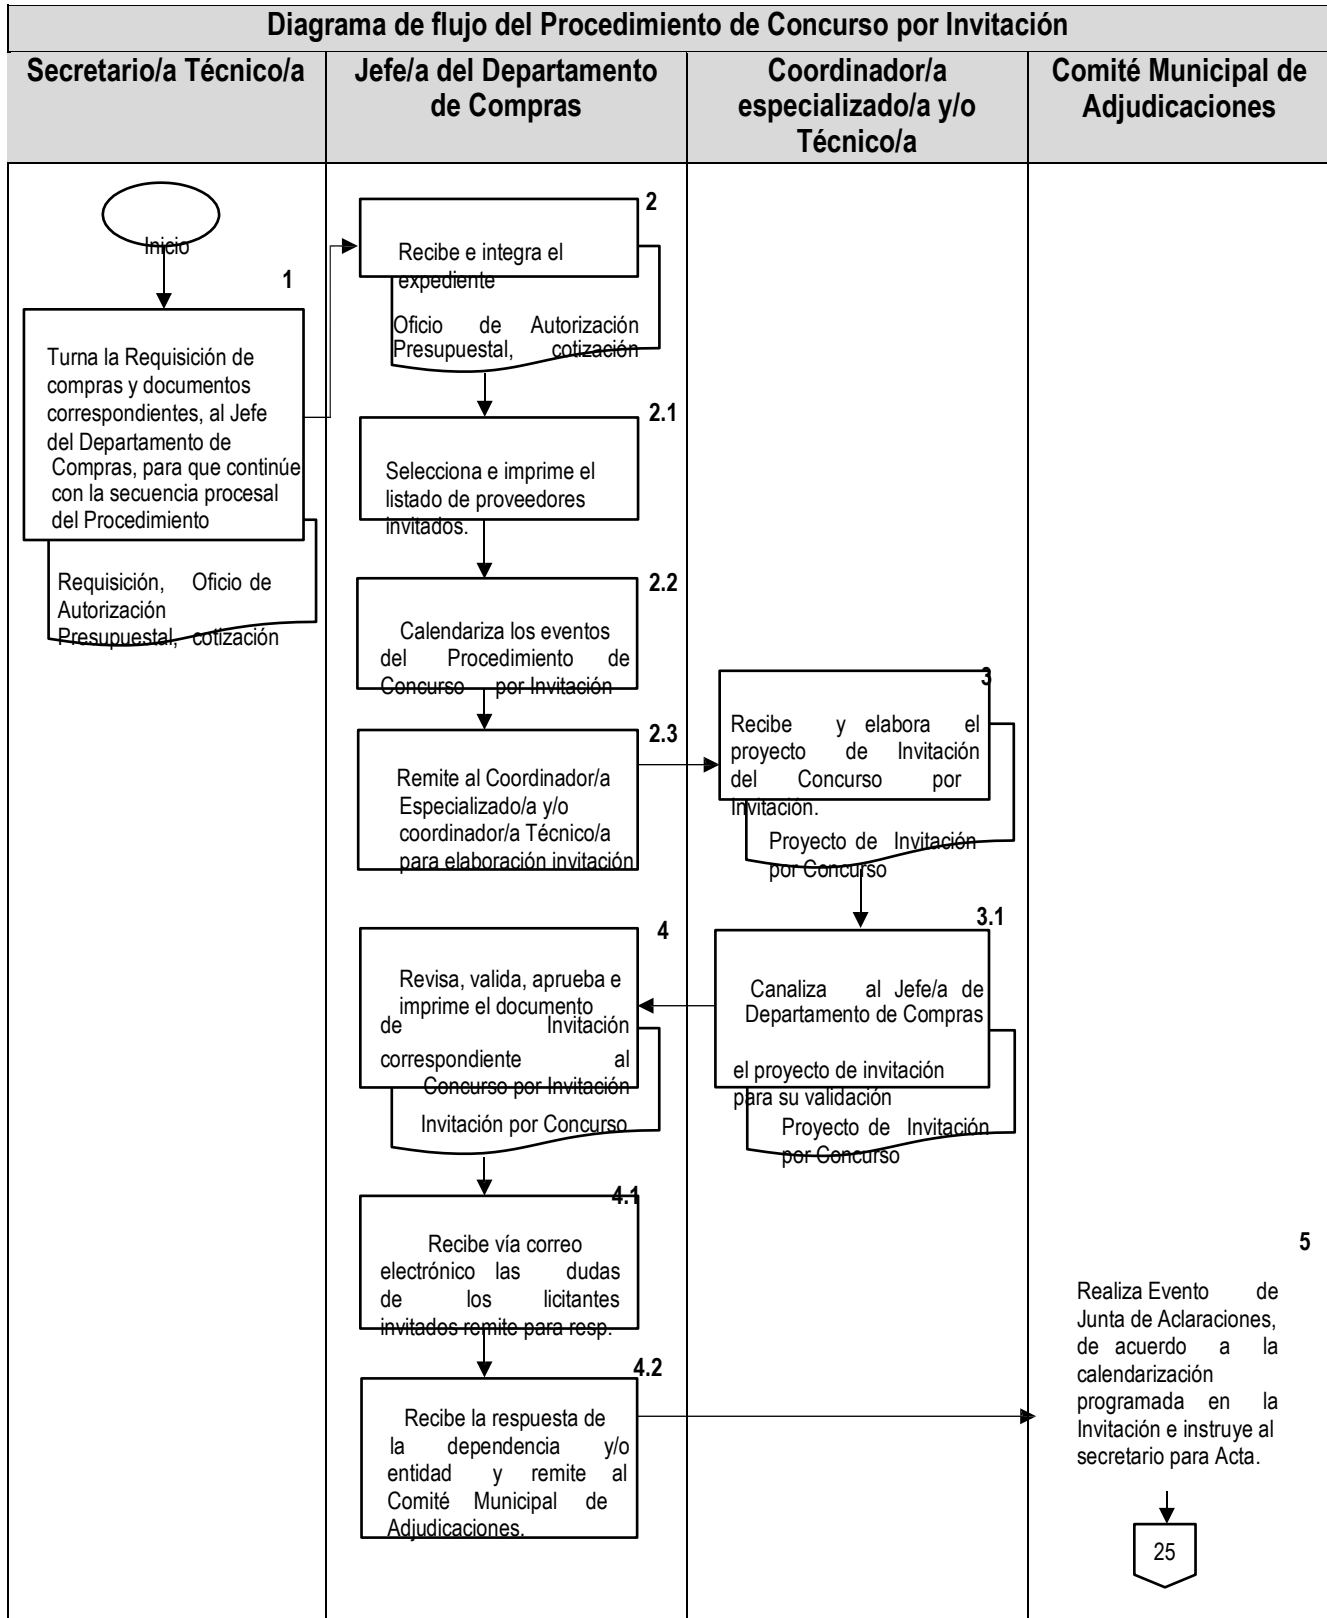 Diagrama de flujo del Procedimiento de Concurso por Invitación
Secretario/a Técnico/a
Jefe/a del Departamento
de Compras
Coordinador/a
especializado/a y/o
Técnico/a
Comité Municipal de
Adjudicaciones
Inicio
1
Turna la Requisición de
compras y documentos
correspondientes, al Jefe
del Departamento de
Compras, para que continúe
con la secuencia procesal
del Procedimiento
Requisición, Oficio de
Autorización
Presupuestal, cotización
2
Recibe e integra el
expediente
Oficio de Autorización
Presupuestal, cotización
2.1
Selecciona e imprime el
listado de proveedores
invitados.
2.2
Calendariza los eventos
del Procedimiento de
Concurso por Invitación
2.3
Remite al Coordinador/a
Especializado/a y/o
coordinador/a Técnico/a
para elaboración invitación
3
Recibe y elabora el
proyecto de Invitación
del Concurso por
Invitación.
Proyecto de Invitación
por Concurso
3.1
Canaliza al Jefe/a de
Departamento de Compras
el proyecto de invitación
para su validación
Proyecto de Invitación
por Concurso
4
Revisa, valida, aprueba e
imprime el documento
de Invitación
correspondiente al
Concurso por Invitación
Invitación por Concurso
4.1
Recibe vía correo
electrónico las dudas
de los licitantes
invitados remite para resp.
4.2
Recibe la respuesta de
la dependencia y/o
entidad y remite al
Comité Municipal de
Adjudicaciones.
5
Realiza Evento de
Junta de Aclaraciones,
de acuerdo a la
calendarización
programada en la
Invitación e instruye al
secretario para Acta.
25